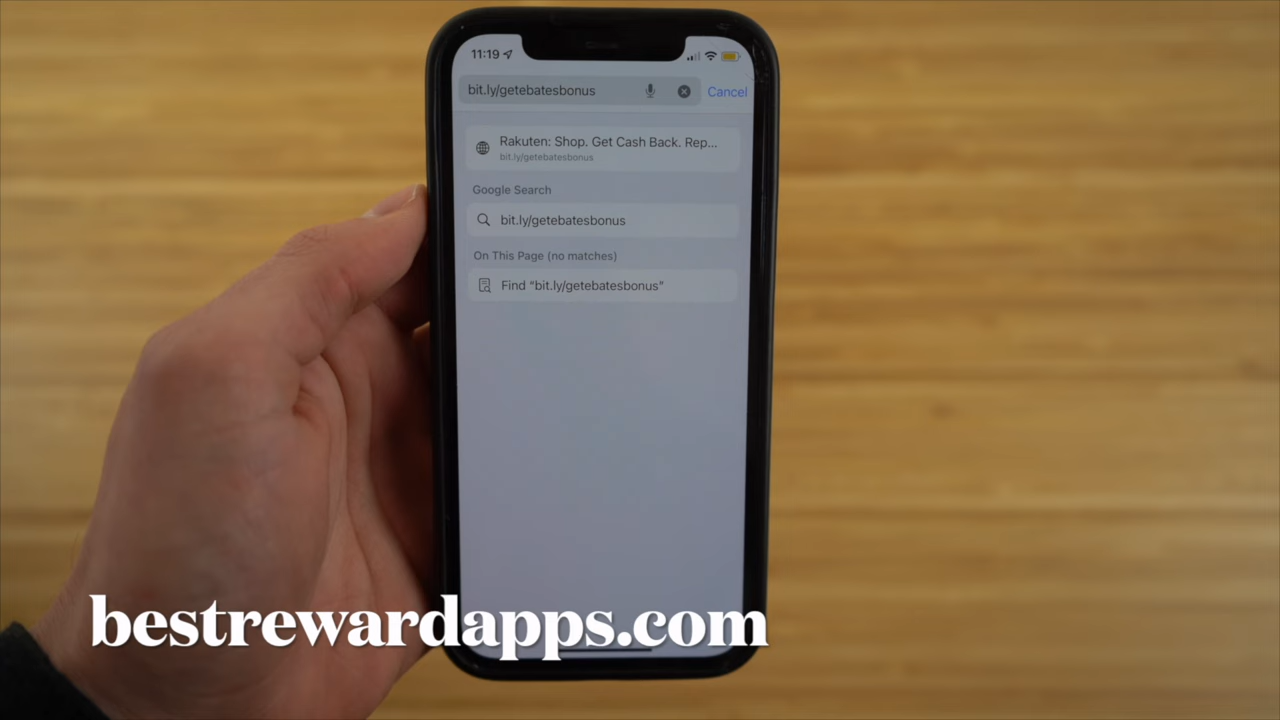 11:19
bit.ly/getebatesbonus
Cancel
Rakuten: Shop. Get Cash Back. Rep...
bit.ly/getebatesbonus
Google Search
bit.ly/getebatesbonus
On This Page (no matches)
Find “bit.ly/getebatesbonus”
bestrewardapps.com